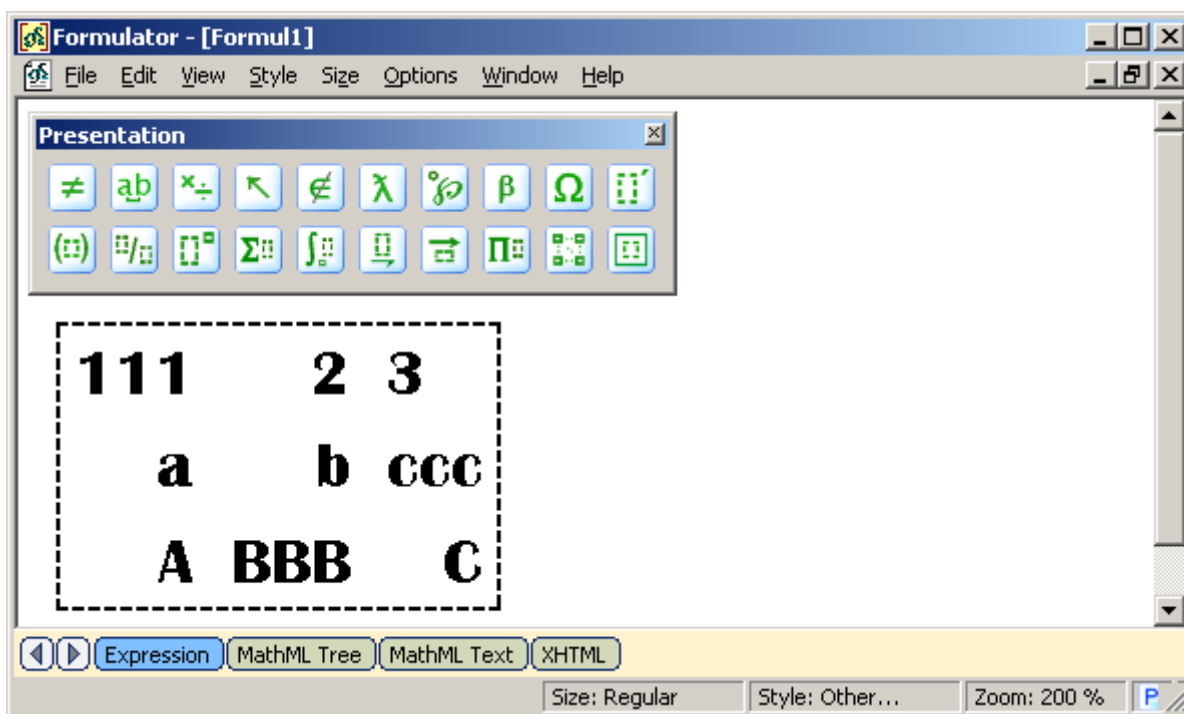 Formulator - [Formul1]
File Edit View Style Size Options Window Help
Presentation
≠ ab ×÷ ↖ ∉ ƛ °℘ β Ω
Σ ∫ Π
111 2 3
a b ccc
A BBB C
Expression MathML Tree MathML Text XHTML
Size: Regular Style: Other... Zoom: 200 % P